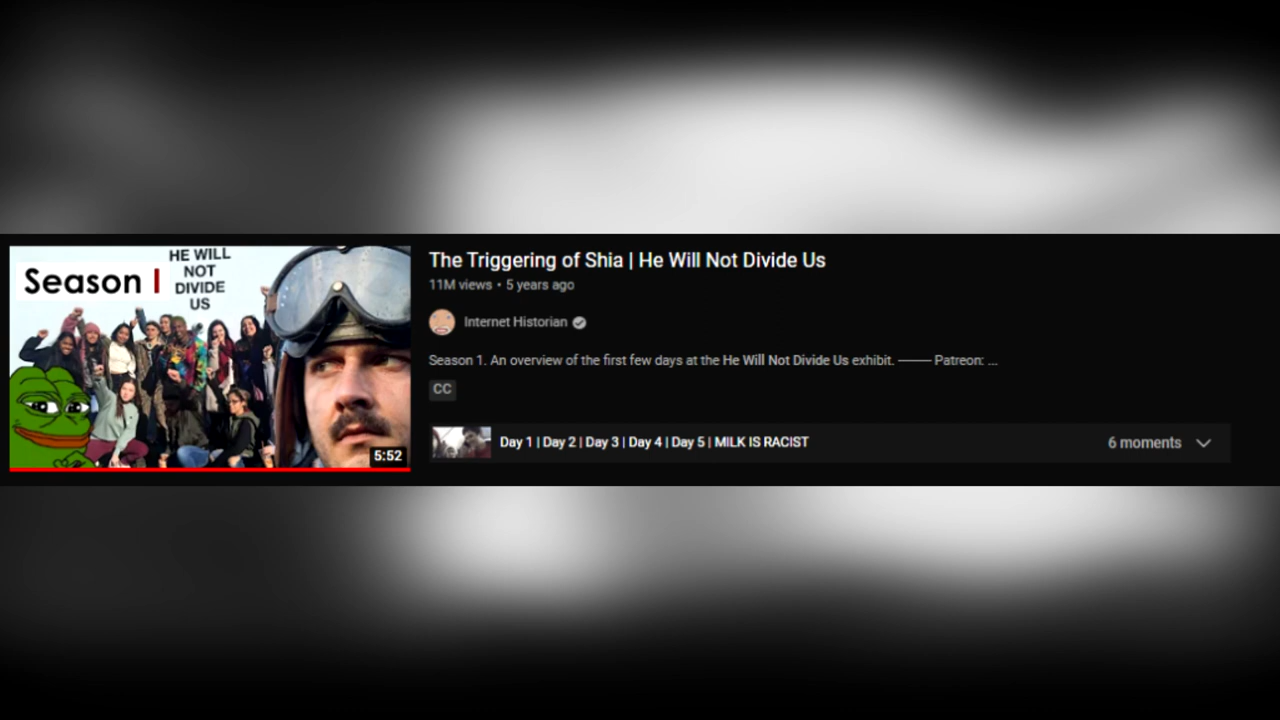 Season I
HE WILL
NOT
DIVIDE
US
5:52
The Triggering of Shia | He Will Not Divide Us
11M views • 5 years ago
Internet Historian
Season 1. An overview of the first few days at the He Will Not Divide Us exhibit. ——— Patreon: ...
CC
Day 1 | Day 2 | Day 3 | Day 4 | Day 5 | MILK IS RACIST
6 moments